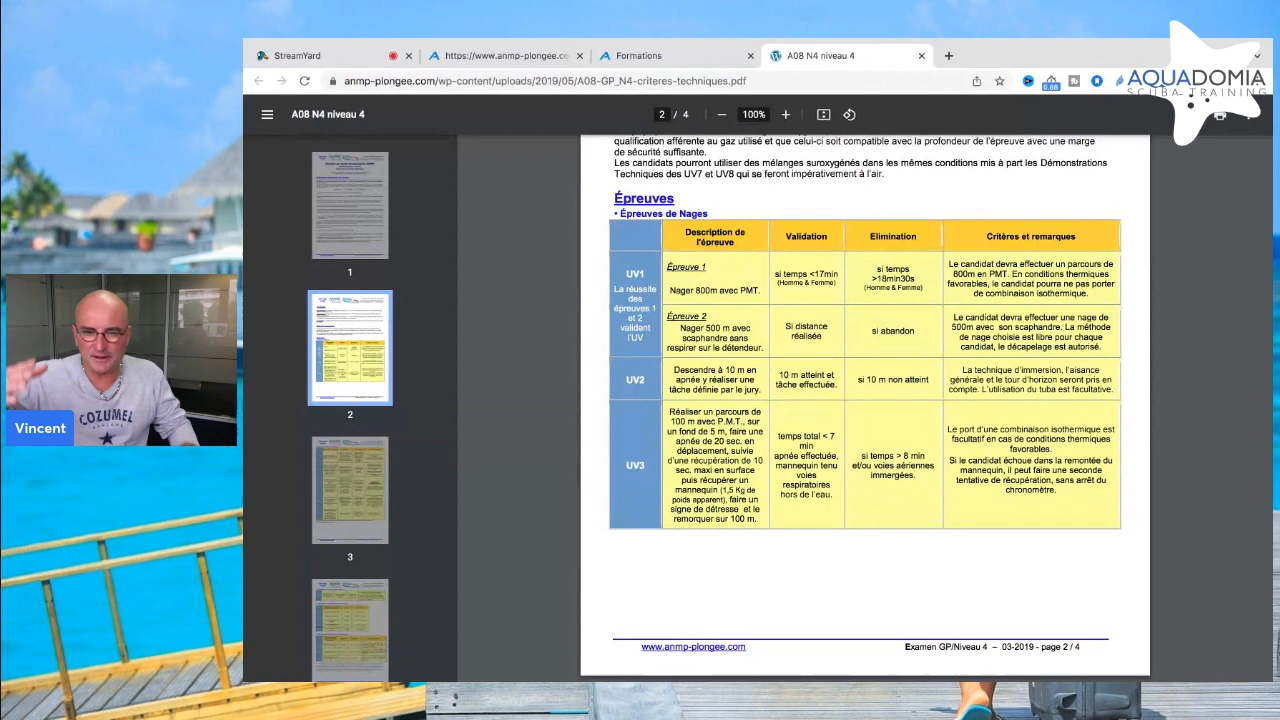 StreamYard
https://www.anmp-plongee.co
Formations
A08 N4 niveau 4
anmp-plongee.com/wp-content/uploads/2019/05/A08-GP_N4-criteres-techniques.pdf
0.88
AQUADOMIA
SCUBA TRAINING
A08 N4 niveau 4
2 / 4
100%
1
2
3
qualification afférente au gaz utilisé et que celui-ci soit compatible avec la profondeur de l'épreuve avec une marge
de sécurité suffisante.
Les candidats pourront utiliser des mélanges suroxygénés dans les mêmes conditions mis à part les Démonstrations
Techniques des UV7 et UV8 qui se feront impérativement à l'air.
Épreuves
• Épreuves de Nages
Description de
l'épreuve
Validation
Elimination
Critères et remarques
UV1
La réussite
des
épreuves 1
et 2
valident
l'UV
Épreuve 1
Nager 800m avec PMT.
si temps <17min
(Homme & Femme)
si temps
>18min30s
(Homme & Femme)
Le candidat devra effectuer un parcours de
800m en PMT. En conditions thermiques
favorables, le candidat pourra ne pas porter
de combinaison isothermique.
Épreuve 2
Nager 500 m avec
scaphandre sans
respirer sur le détendeur.
Si distance
réalisée
si abandon
Le candidat devra effectuer une nage de
500m avec son scaphandre. La méthode
de nage choisie est libre pour chaque
candidat, le décapelage est autorisé.
UV2
Descendre à 10 m en
apnée y réaliser une
tâche définie par le jury.
10 m atteint et
tâche effectuée.
si 10 m non atteint
La technique d'immersion, l'aisance
générale et le tour d'horizon seront pris en
compte. L'utilisation du tuba est facultative.
UV3
Réaliser un parcours de
100 m avec P.M.T., sur
un fond de 5 m, faire une
apnée de 20 sec. en
déplacement, suivie
d'une récupération de 10
sec. maxi en surface
puis récupérer un
mannequin (1,5 Kg de
poids apparent), faire un
signe de détresse et le
remorquer sur 100 m.
temps total < 7
min
apnée effectuée,
mannequin tenu
voies
respiratoires
hors de l'eau.
si temps > 8 min
et/ou voies aériennes
immergées.
Le port d'une combinaison isothermique est
facultatif en cas de conditions thermiques
favorables.
Si le candidat échoue dans la remontée du
mannequin, il peut faire une seconde
tentative de récupération, sans arrêt du
chronomètre.
www.anmp-plongee.com
Examen GP/Niveau 4 – 03-2019 - page 2 / 4
COZUMEL
Vincent